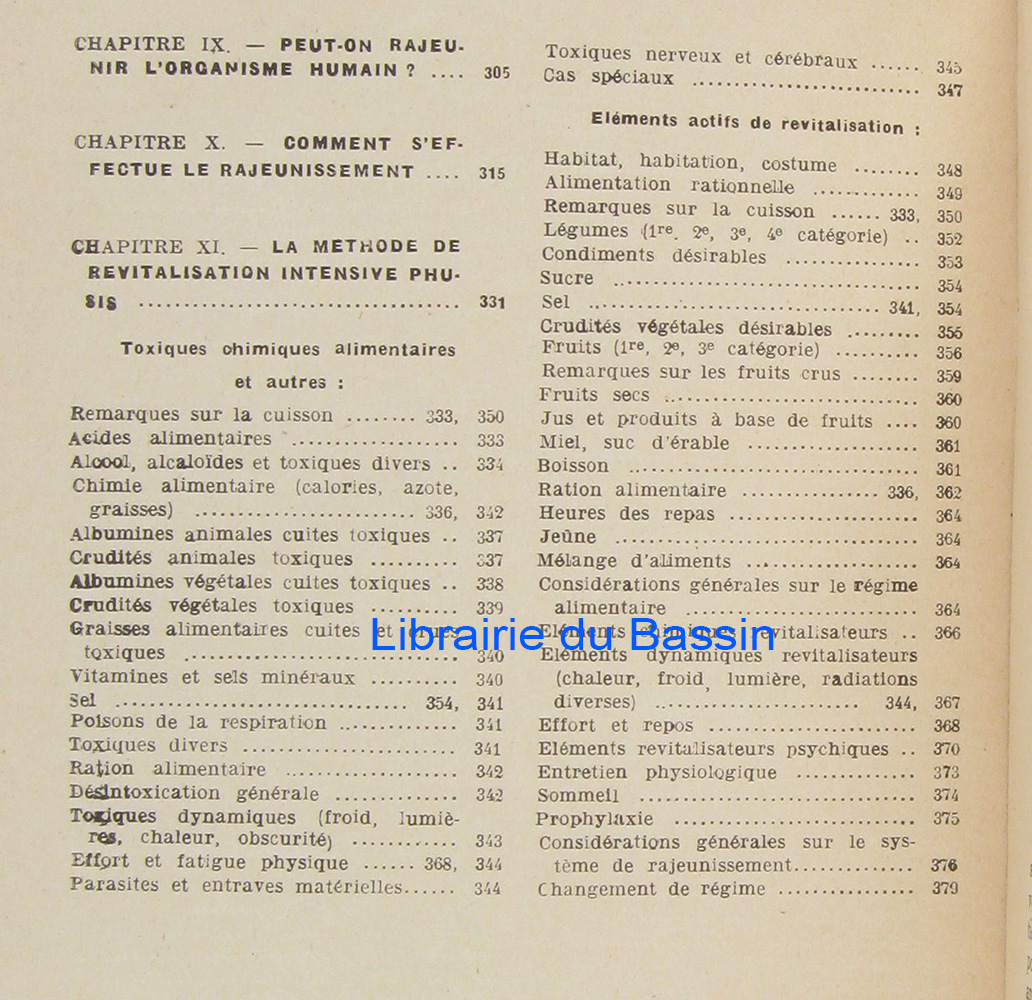 CHAPITRE IX. — PEUT-ON RAJEU-
NIR L'ORGANISME HUMAIN ? .... 305
CHAPITRE X. — COMMENT S'EF-
FECTUE LE RAJEUNISSEMENT .... 315
CHAPITRE XI. — LA METHODE DE
REVITALISATION INTENSIVE PHU-
SIS .................................. 331
Toxiques chimiques alimentaires
et autres :
Remarques sur la cuisson ........ 333, 350
Acides alimentaires ................. 333
Alcool, alcaloïdes et toxiques divers .. 334
Chimie alimentaire (calories, azote,
graisses) ....................... 336, 342
Albumines animales cuites toxiques .. 337
Crudités animales toxiques .......... 337
Albumines végétales cuites toxiques .. 338
Crudités végétales toxiques .......... 339
Graisses alimentaires cuites et crues
toxiques ............................ 340
Vitamines et sels minéraux .......... 340
Sel ............................... 354, 341
Poisons de la respiration ............. 341
Toxiques divers ...................... 341
Ration alimentaire .................. 342
Désintoxication générale ............. 342
Toxiques dynamiques (froid, lumiè-
res, chaleur, obscurité) ............ 343
Effort et fatigue physique ...... 368, 344
Parasites et entraves matérielles...... 344
Toxiques nerveux et cérébraux ...... 345
Cas spéciaux .......................... 347
Eléments actifs de revitalisation :
Habitat, habitation, costume ........ 348
Alimentation rationnelle ............. 349
Remarques sur la cuisson ...... 333, 350
Légumes (1re, 2e, 3e, 4e catégorie) .. 352
Condiments désirables ............... 353
Sucre ................................ 354
Sel ............................... 341, 354
Crudités végétales désirables ......... 355
Fruits (1re, 2e, 3e catégorie) .......... 356
Remarques sur les fruits crus ........ 359
Fruits secs ............................ 360
Jus et produits à base de fruits .... 360
Miel, suc d'érable .................... 361
Boisson ............................... 361
Ration alimentaire ................ 336, 362
Heures des repas ..................... 364
Jeûne ................................. 364
Mélange d'aliments ................... 364
Considérations générales sur le régime
alimentaire .......................... 364
Eléments chimiques revitalisateurs .. 366
Eléments dynamiques revitalisateurs
(chaleur, froid, lumière, radiations
diverses) ....................... 344, 367
Effort et repos ....................... 368
Eléments revitalisateurs psychiques .. 370
Entretien physiologique ............. 373
Sommeil .............................. 374
Prophylaxie .......................... 375
Considérations générales sur le sys-
tème de rajeunissement.............. 376
Changement de régime ............... 379
Librairie du Bassin